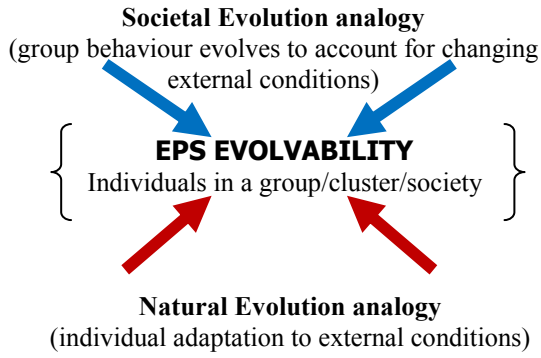 Societal Evolution analogy
(group behaviour evolves to account for changing
external conditions)
EPS EVOLVABILITY
Individuals in a group/cluster/society
Natural Evolution analogy
(individual adaptation to external conditions)